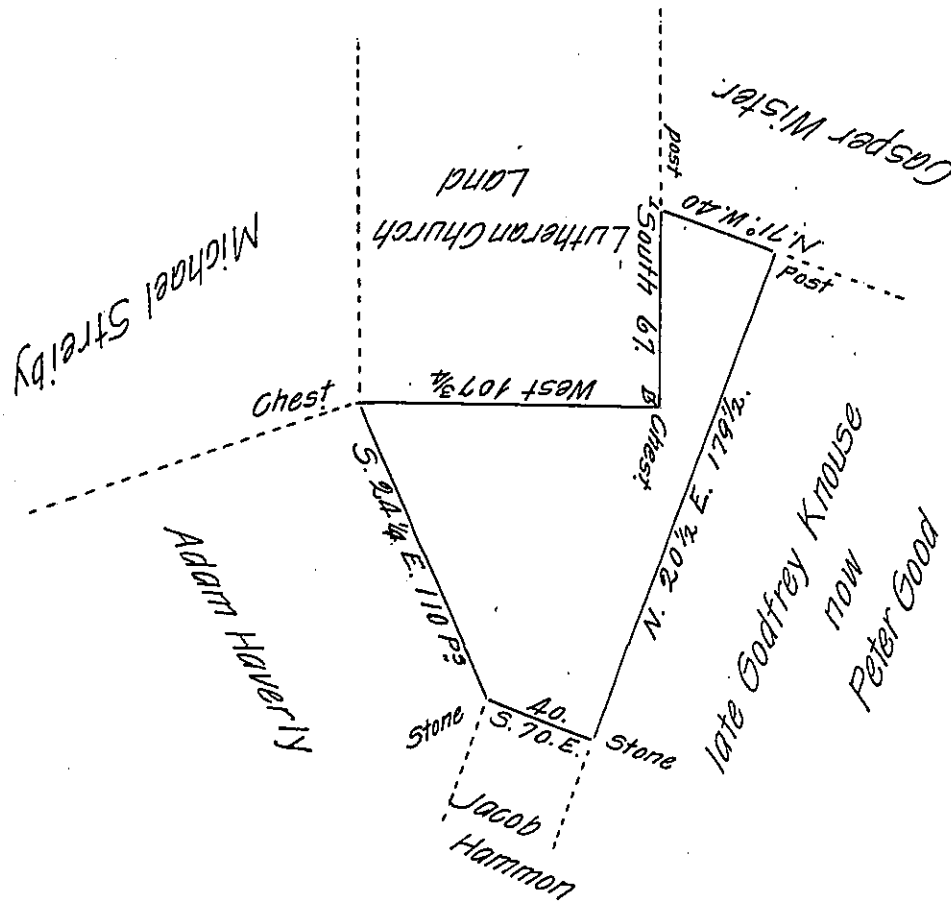 Casper Wister.
post
Lutheran Church
Land
Michael Streiby
N. 71° W. 40
Post
1 South 67. B
Chest
West 107¾
Chest
S. 24¼ E. 110 Ps
N. 20½ E. 179½.
late Godfrey Knouse
now
Peter Good
Adam Haverly
Stone
40.
S. 70. E.
Stone
Jacob
Hammon